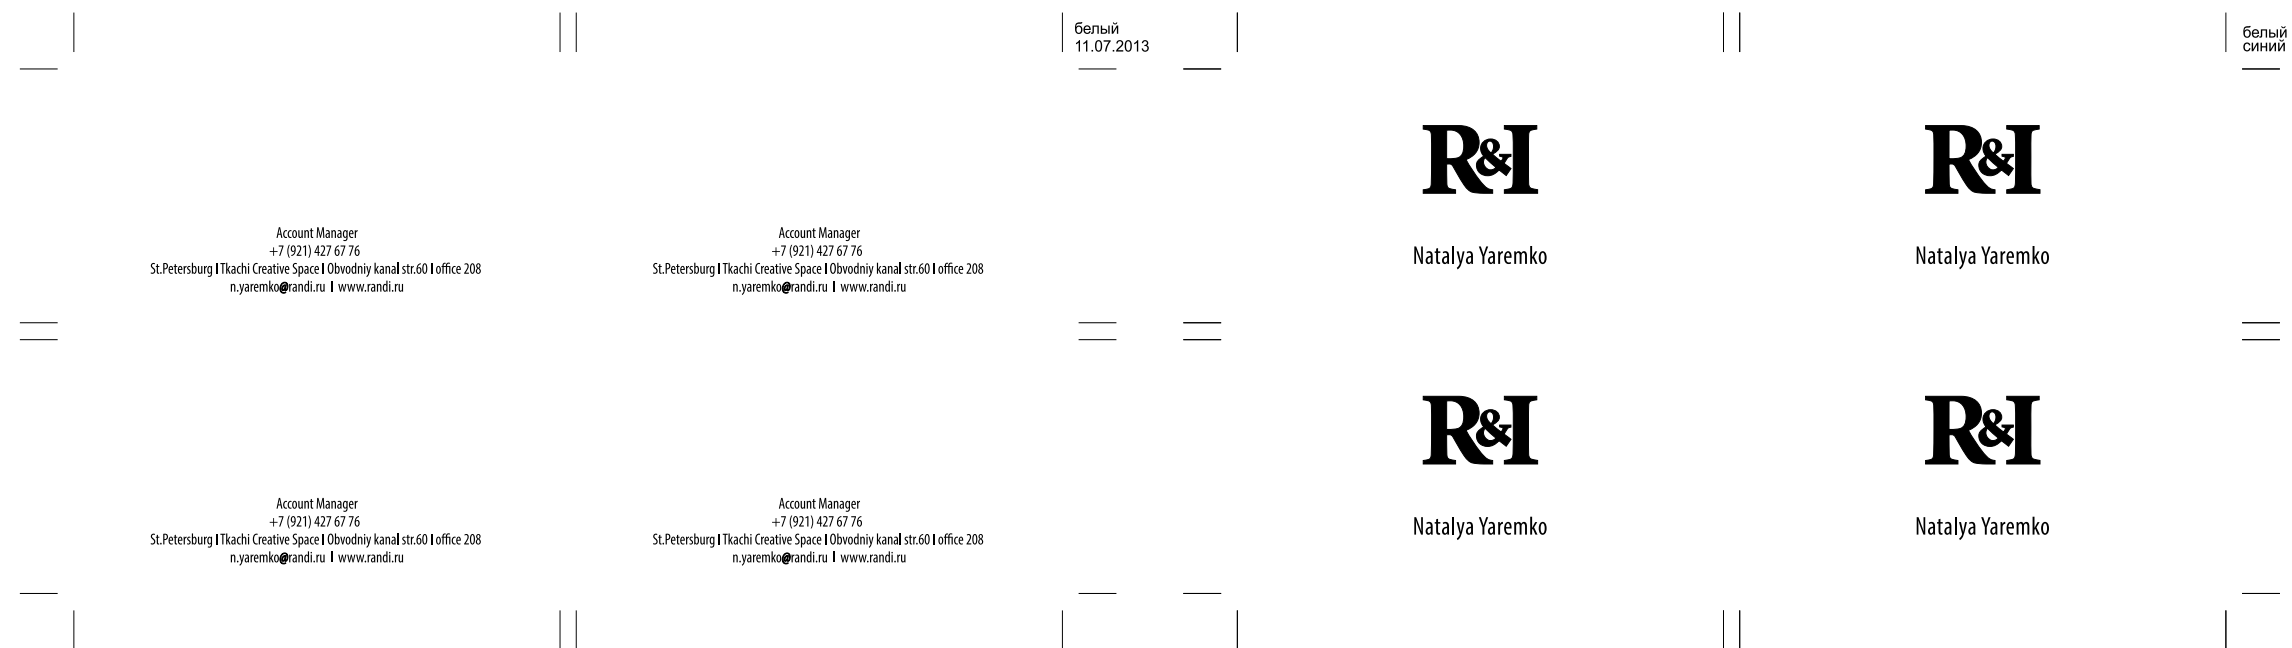 белый
11.07.2013
белый
синий
R&I
R&I
Natalya Yaremko
Natalya Yaremko
Account Manager
+7 (921) 427 67 76
St.Petersburg I Tkachi Creative Space I Obvodniy kanal str.60 I office 208
n.yaremko@randi.ru I www.randi.ru
Account Manager
+7 (921) 427 67 76
St.Petersburg I Tkachi Creative Space I Obvodniy kanal str.60 I office 208
n.yaremko@randi.ru I www.randi.ru
R&I
R&I
Natalya Yaremko
Natalya Yaremko
Account Manager
+7 (921) 427 67 76
St.Petersburg I Tkachi Creative Space I Obvodniy kanal str.60 I office 208
n.yaremko@randi.ru I www.randi.ru
Account Manager
+7 (921) 427 67 76
St.Petersburg I Tkachi Creative Space I Obvodniy kanal str.60 I office 208
n.yaremko@randi.ru I www.randi.ru